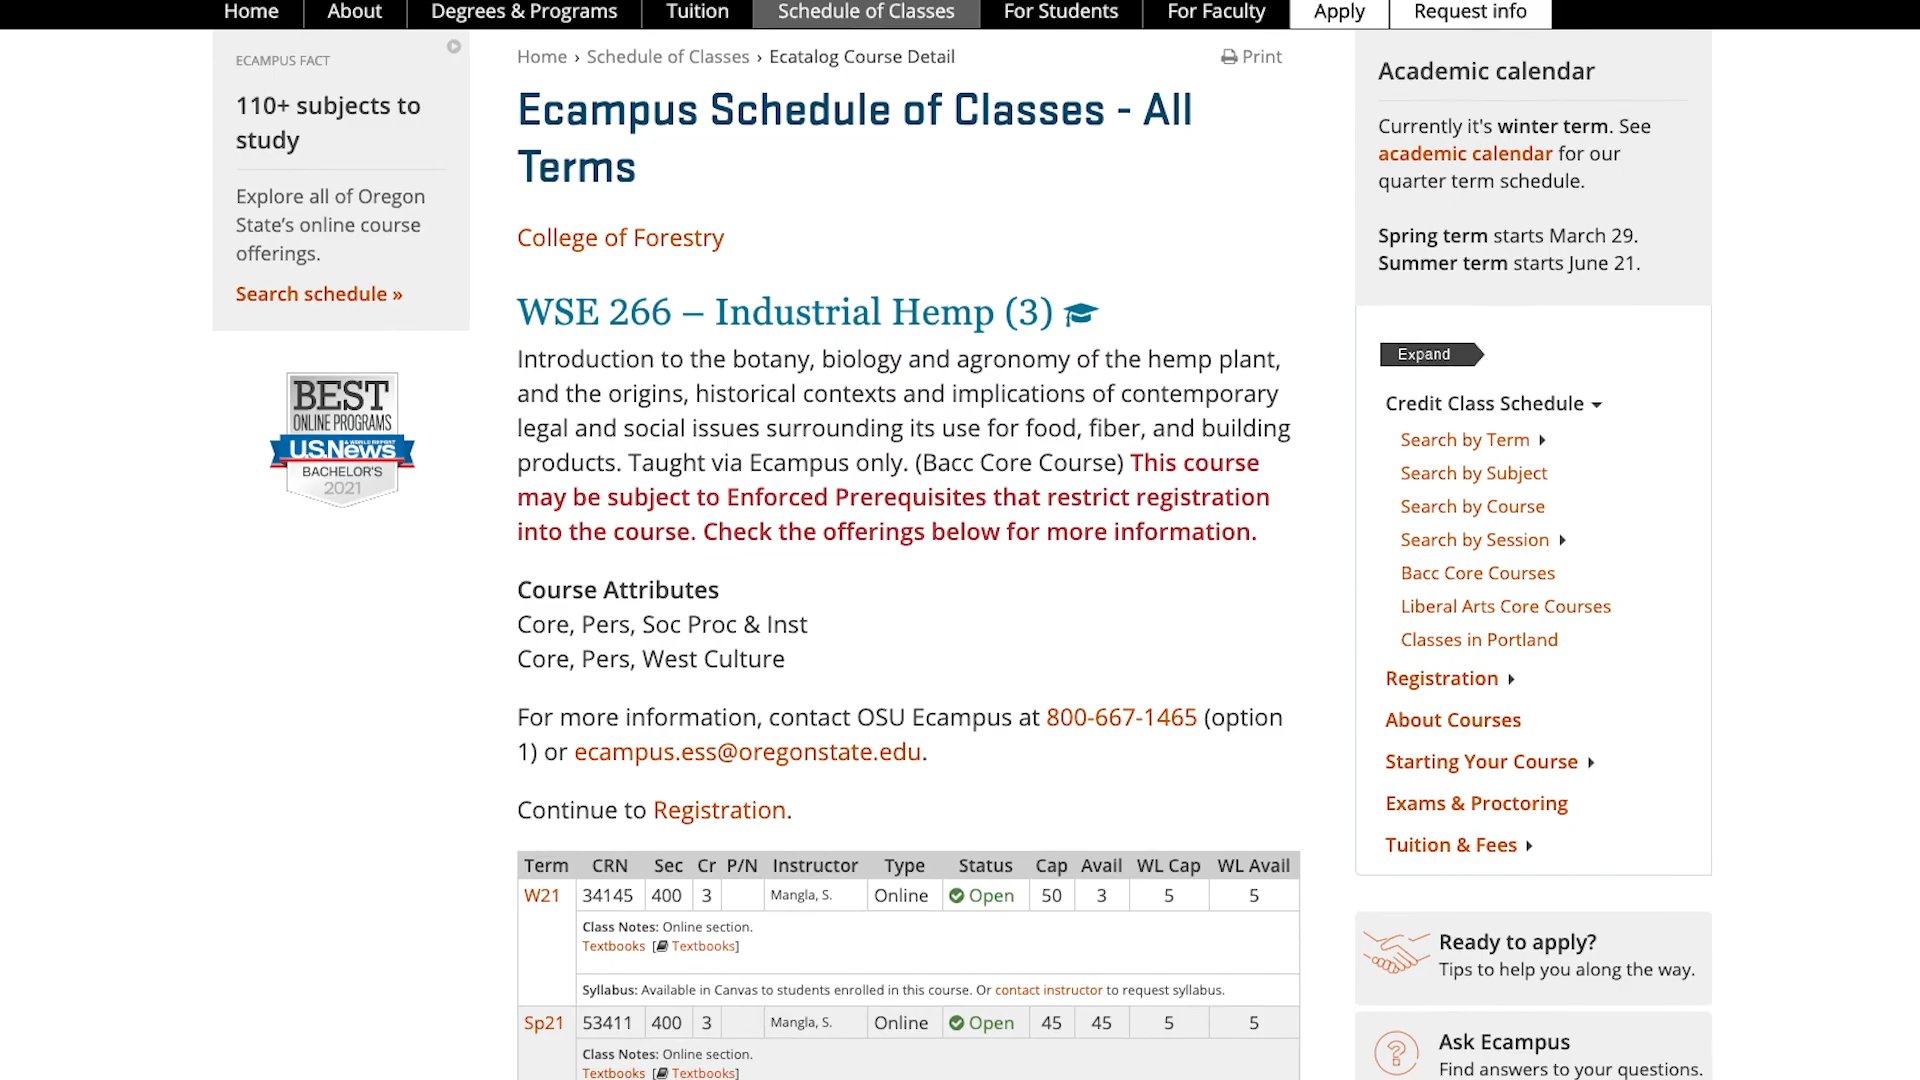 Home
About
Degrees & Programs
Tuition
Schedule of Classes
For Students
For Faculty
Apply
Request info
ECAMPUS FACT
110+ subjects to
study
Explore all of Oregon
State’s online course
offerings.
Search schedule »
BEST
ONLINE PROGRAMS
U.S.News
& WORLD REPORT
BACHELOR'S
2021
Home › Schedule of Classes › Ecatalog Course Detail
Print
Ecampus Schedule of Classes - All
Terms
College of Forestry
WSE 266 – Industrial Hemp (3)
Introduction to the botany, biology and agronomy of the hemp plant,
and the origins, historical contexts and implications of contemporary
legal and social issues surrounding its use for food, fiber, and building
products. Taught via Ecampus only. (Bacc Core Course) This course
may be subject to Enforced Prerequisites that restrict registration
into the course. Check the offerings below for more information.
Course Attributes
Core, Pers, Soc Proc & Inst
Core, Pers, West Culture
For more information, contact OSU Ecampus at 800-667-1465 (option
1) or ecampus.ess@oregonstate.edu.
Continue to Registration.
Term CRN Sec Cr P/N Instructor Type Status Cap Avail WL Cap WL Avail
W21 34145 400 3 Mangla, S. Online Open 50 3 5 5
Class Notes: Online section.
Textbooks [Textbooks]
Syllabus: Available in Canvas to students enrolled in this course. Or contact instructor to request syllabus.
Sp21 53411 400 3 Mangla, S. Online Open 45 45 5 5
Class Notes: Online section.
Textbooks [Textbooks]
Academic calendar
Currently it's winter term. See
academic calendar for our
quarter term schedule.
Spring term starts March 29.
Summer term starts June 21.
Expand
Credit Class Schedule
Search by Term
Search by Subject
Search by Course
Search by Session
Bacc Core Courses
Liberal Arts Core Courses
Classes in Portland
Registration
About Courses
Starting Your Course
Exams & Proctoring
Tuition & Fees
Ready to apply?
Tips to help you along the way.
Ask Ecampus
Find answers to your questions.